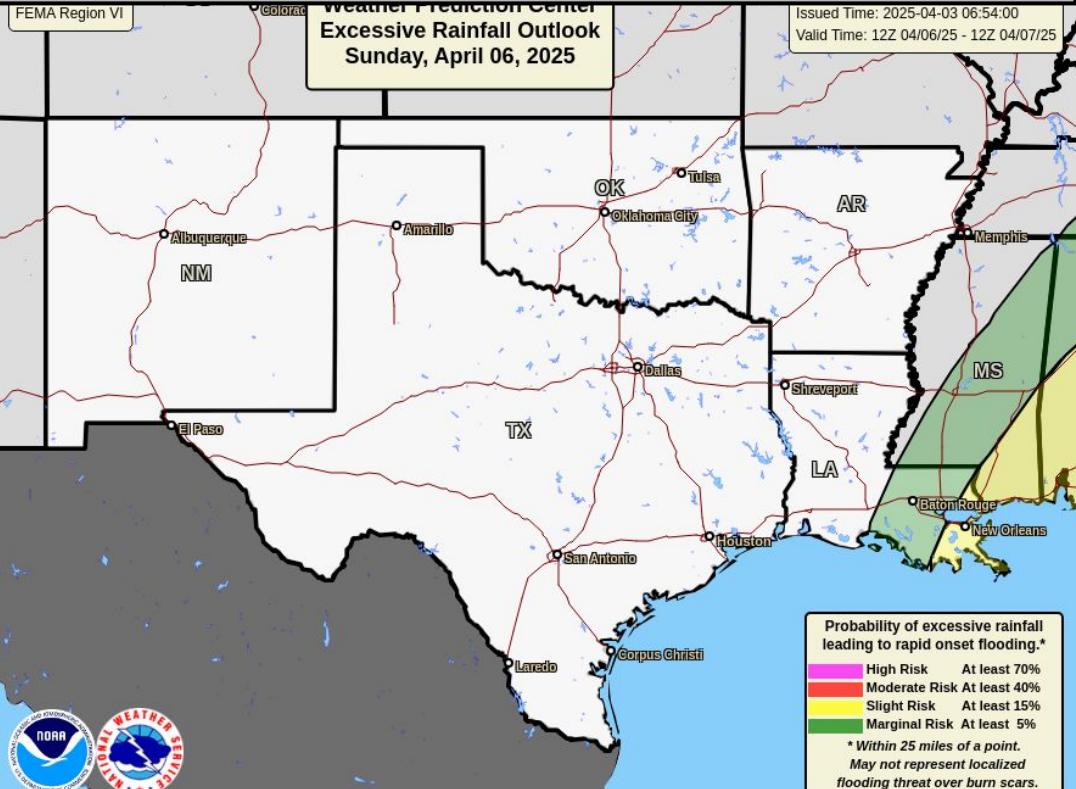 FEMA Region VI
Weather Prediction Center
Excessive Rainfall Outlook
Sunday, April 06, 2025
Issued Time: 2025-04-03 06:54:00
Valid Time: 12Z 04/06/25 - 12Z 04/07/25
Tulsa
OK
AR
Oklahoma City
Amarillo
Albuquerque
Memphis
NM
Dallas
MS
Shreveport
El Paso
TX
LA
Baton Rouge
New Orleans
Houston
San Antonio
Corpus Christi
Laredo
Probability of excessive rainfall
leading to rapid onset flooding.*
High Risk At least 70%
Moderate Risk At least 40%
Slight Risk At least 15%
Marginal Risk At least 5%
* Within 25 miles of a point.
May not represent localized
flooding threat over burn scars.
NOAA
NATIONAL WEATHER SERVICE